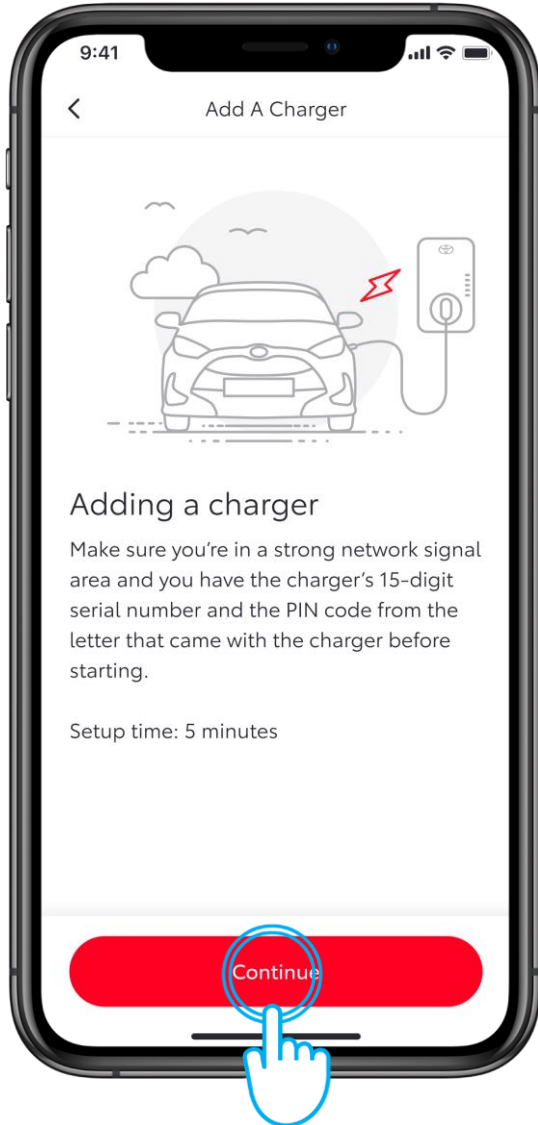 9:41
Add A Charger
Adding a charger
Make sure you’re in a strong network signal
area and you have the charger’s 15-digit
serial number and the PIN code from the
letter that came with the charger before
starting.
Setup time: 5 minutes
Continue